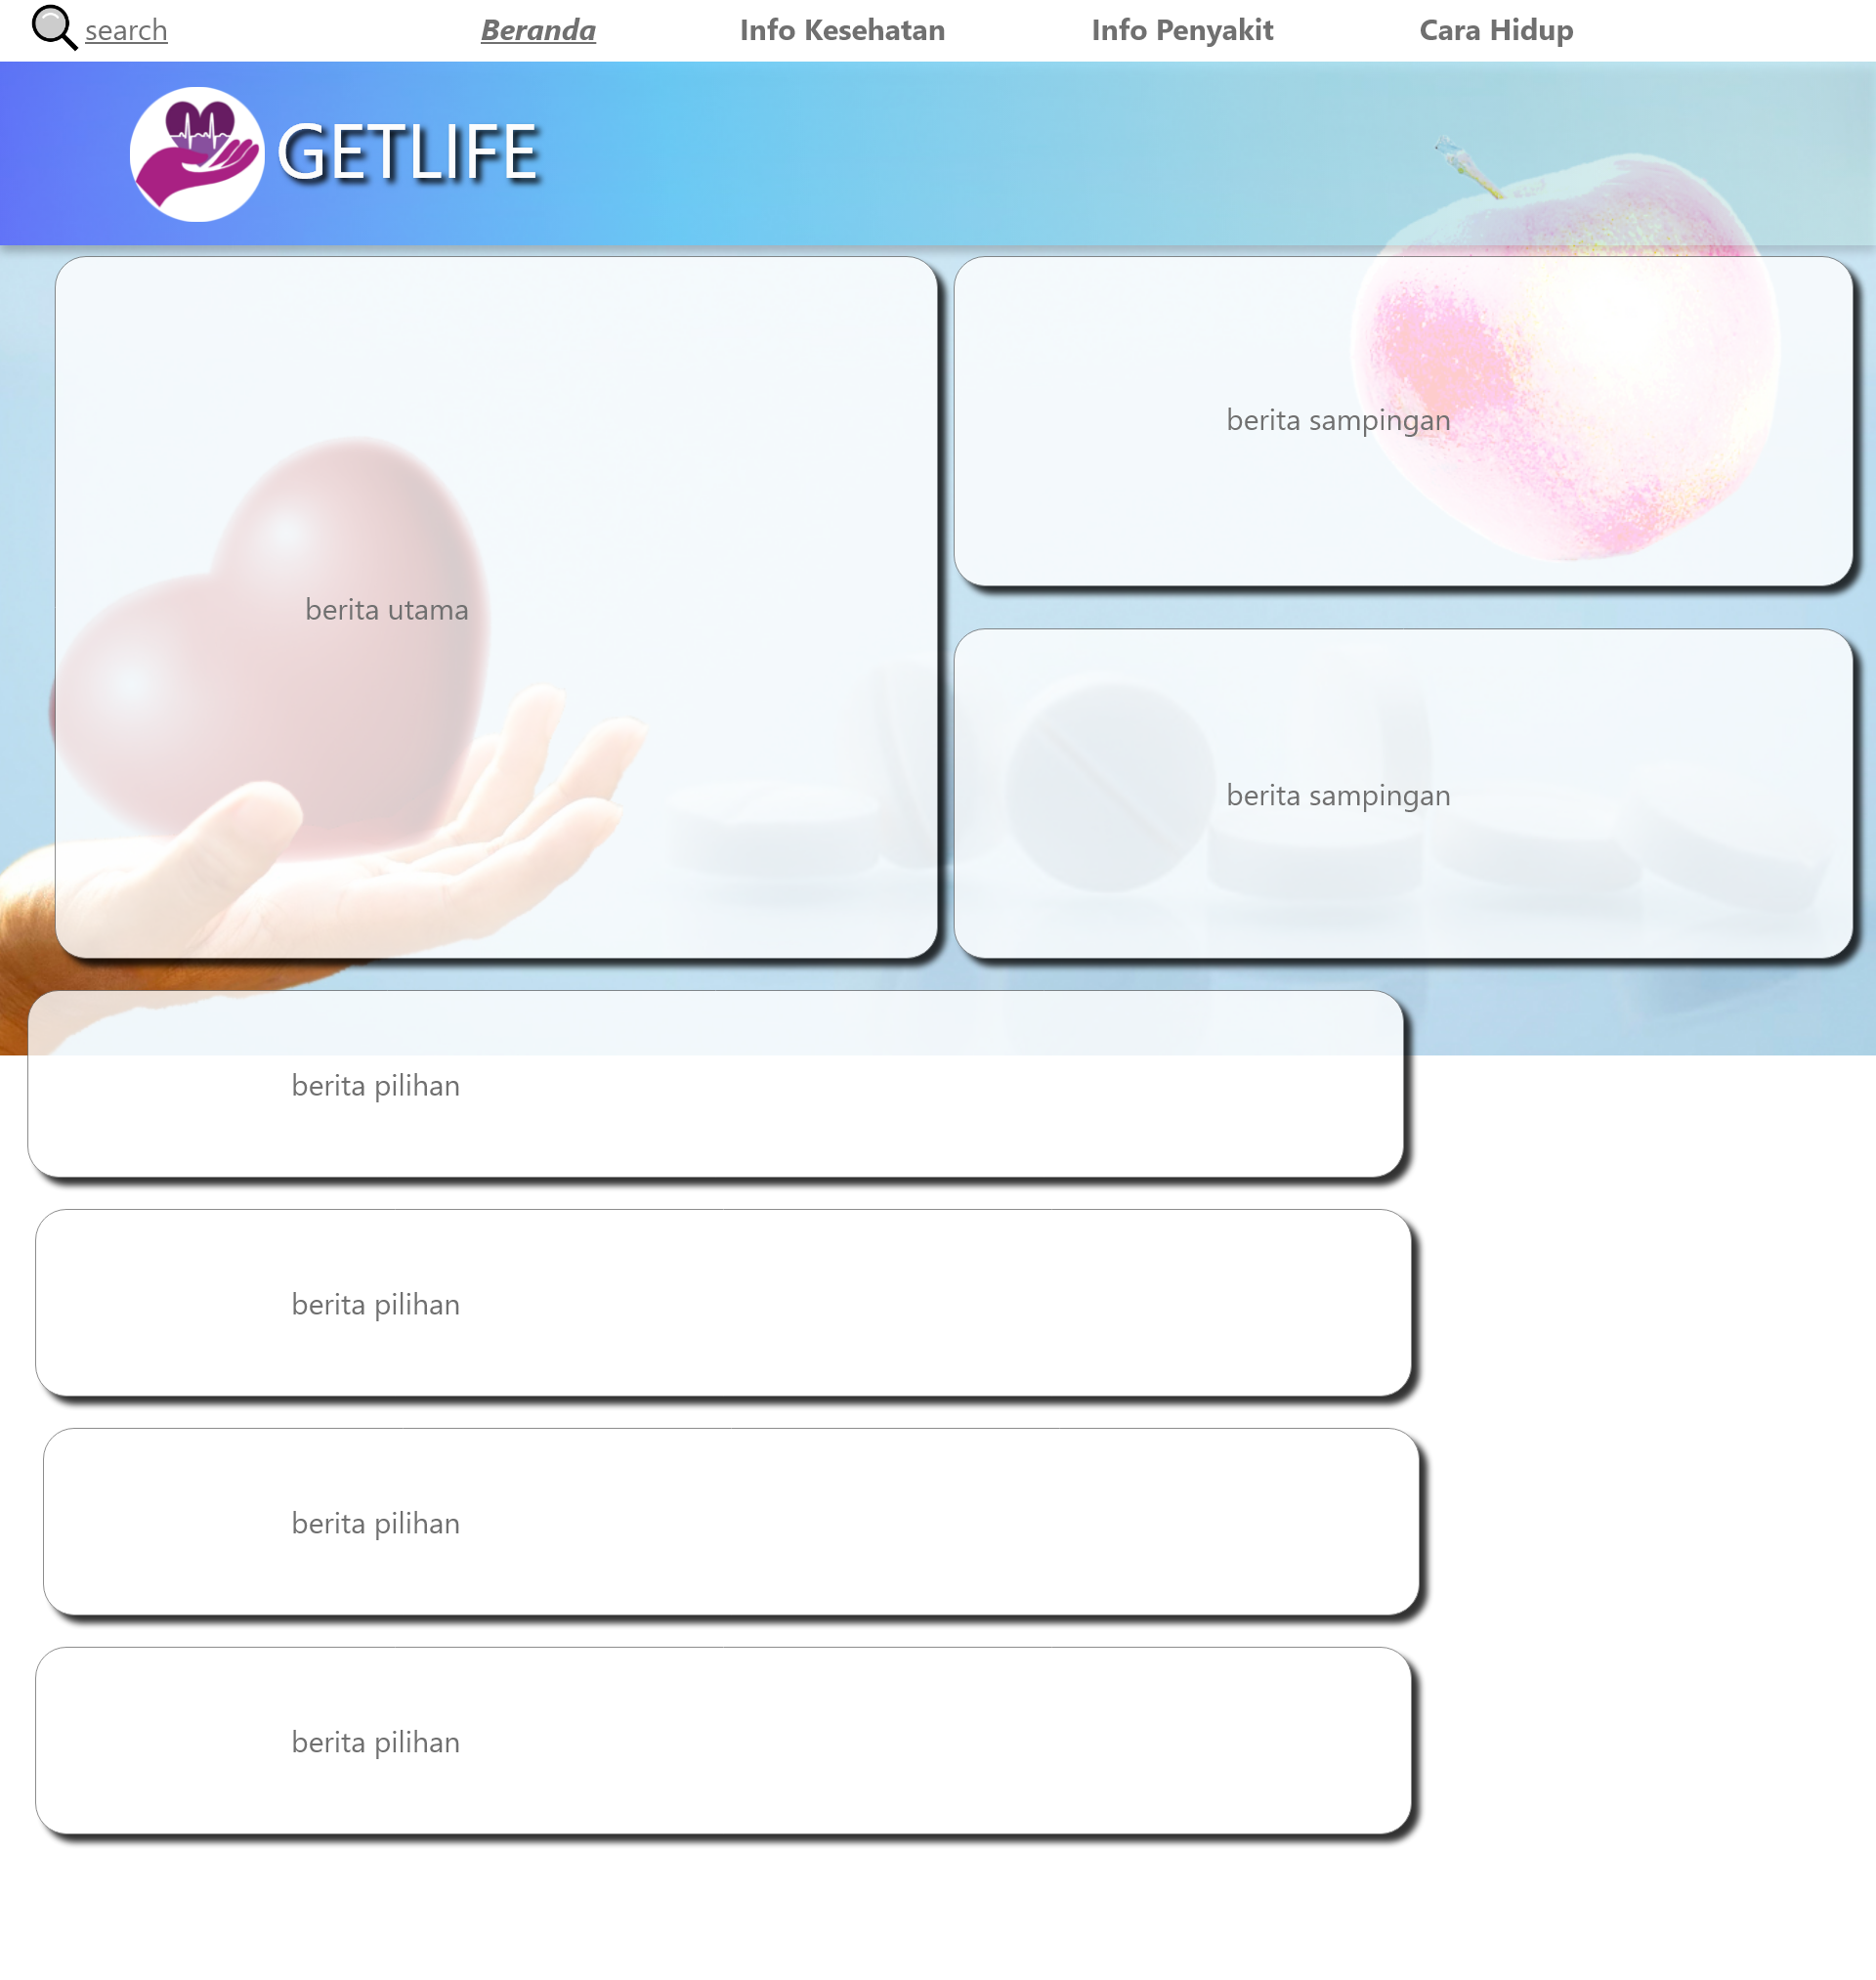 search
Beranda
Info Kesehatan
Info Penyakit
Cara Hidup
GETLIFE
berita utama
berita sampingan
berita sampingan
berita pilihan
berita pilihan
berita pilihan
berita pilihan